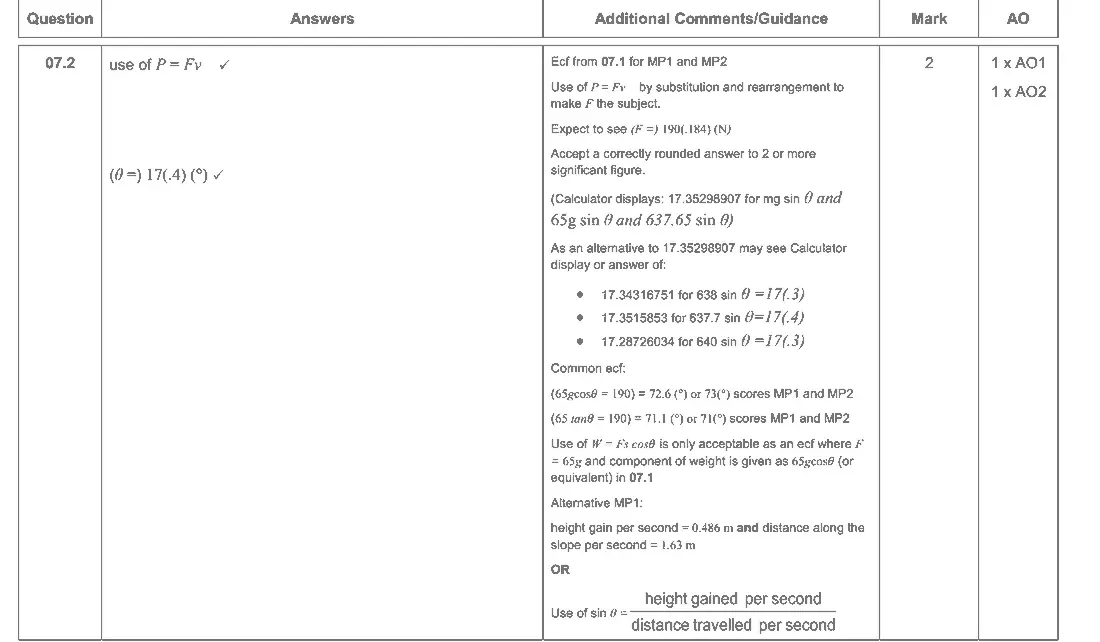 Question Answers Additional Comments/Guidance Mark AO
07.2 use of P = Fv ✓ Ecf from 07.1 for MP1 and MP2 2 1 x AO1
Use of P = Fv by substitution and rearrangement to 1 x AO2
make F the subject.
Expect to see (F =) 190(.184) (N)
Accept a correctly rounded answer to 2 or more
(θ =) 17(.4) (°) ✓ significant figure.
(Calculator displays: 17.35298907 for mg sin θ and
65g sin θ and 637.65 sin θ)
As an alternative to 17.35298907 may see Calculator
display or answer of:
• 17.34316751 for 638 sin θ =17(.3)
• 17.3515853 for 637.7 sin θ=17(.4)
• 17.28726034 for 640 sin θ =17(.3)
Common ecf:
(65gcosθ = 190) = 72.6 (°) or 73(°) scores MP1 and MP2
(65 tanθ = 190) = 71.1 (°) or 71(°) scores MP1 and MP2
Use of W = Fs cosθ is only acceptable as an ecf where F
= 65g and component of weight is given as 65gcosθ (or
equivalent) in 07.1
Alternative MP1:
height gain per second = 0.486 m and distance along the
slope per second = 1.63 m
OR
Use of sin θ = height gained per second
distance travelled per second